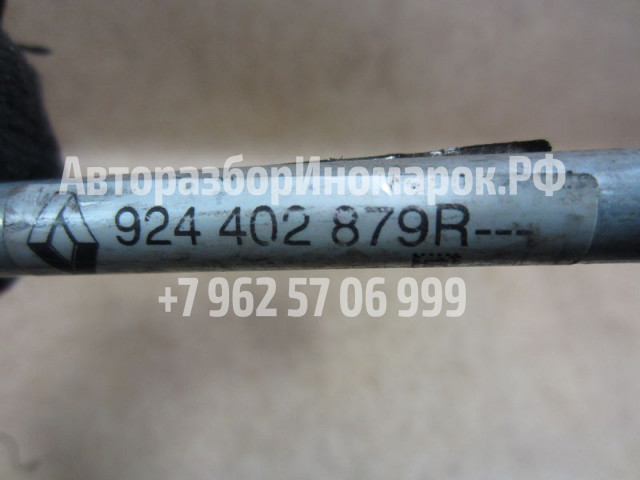 АвторазборИномарок.РФ
924 402 879R---
+7 962 57 06 999